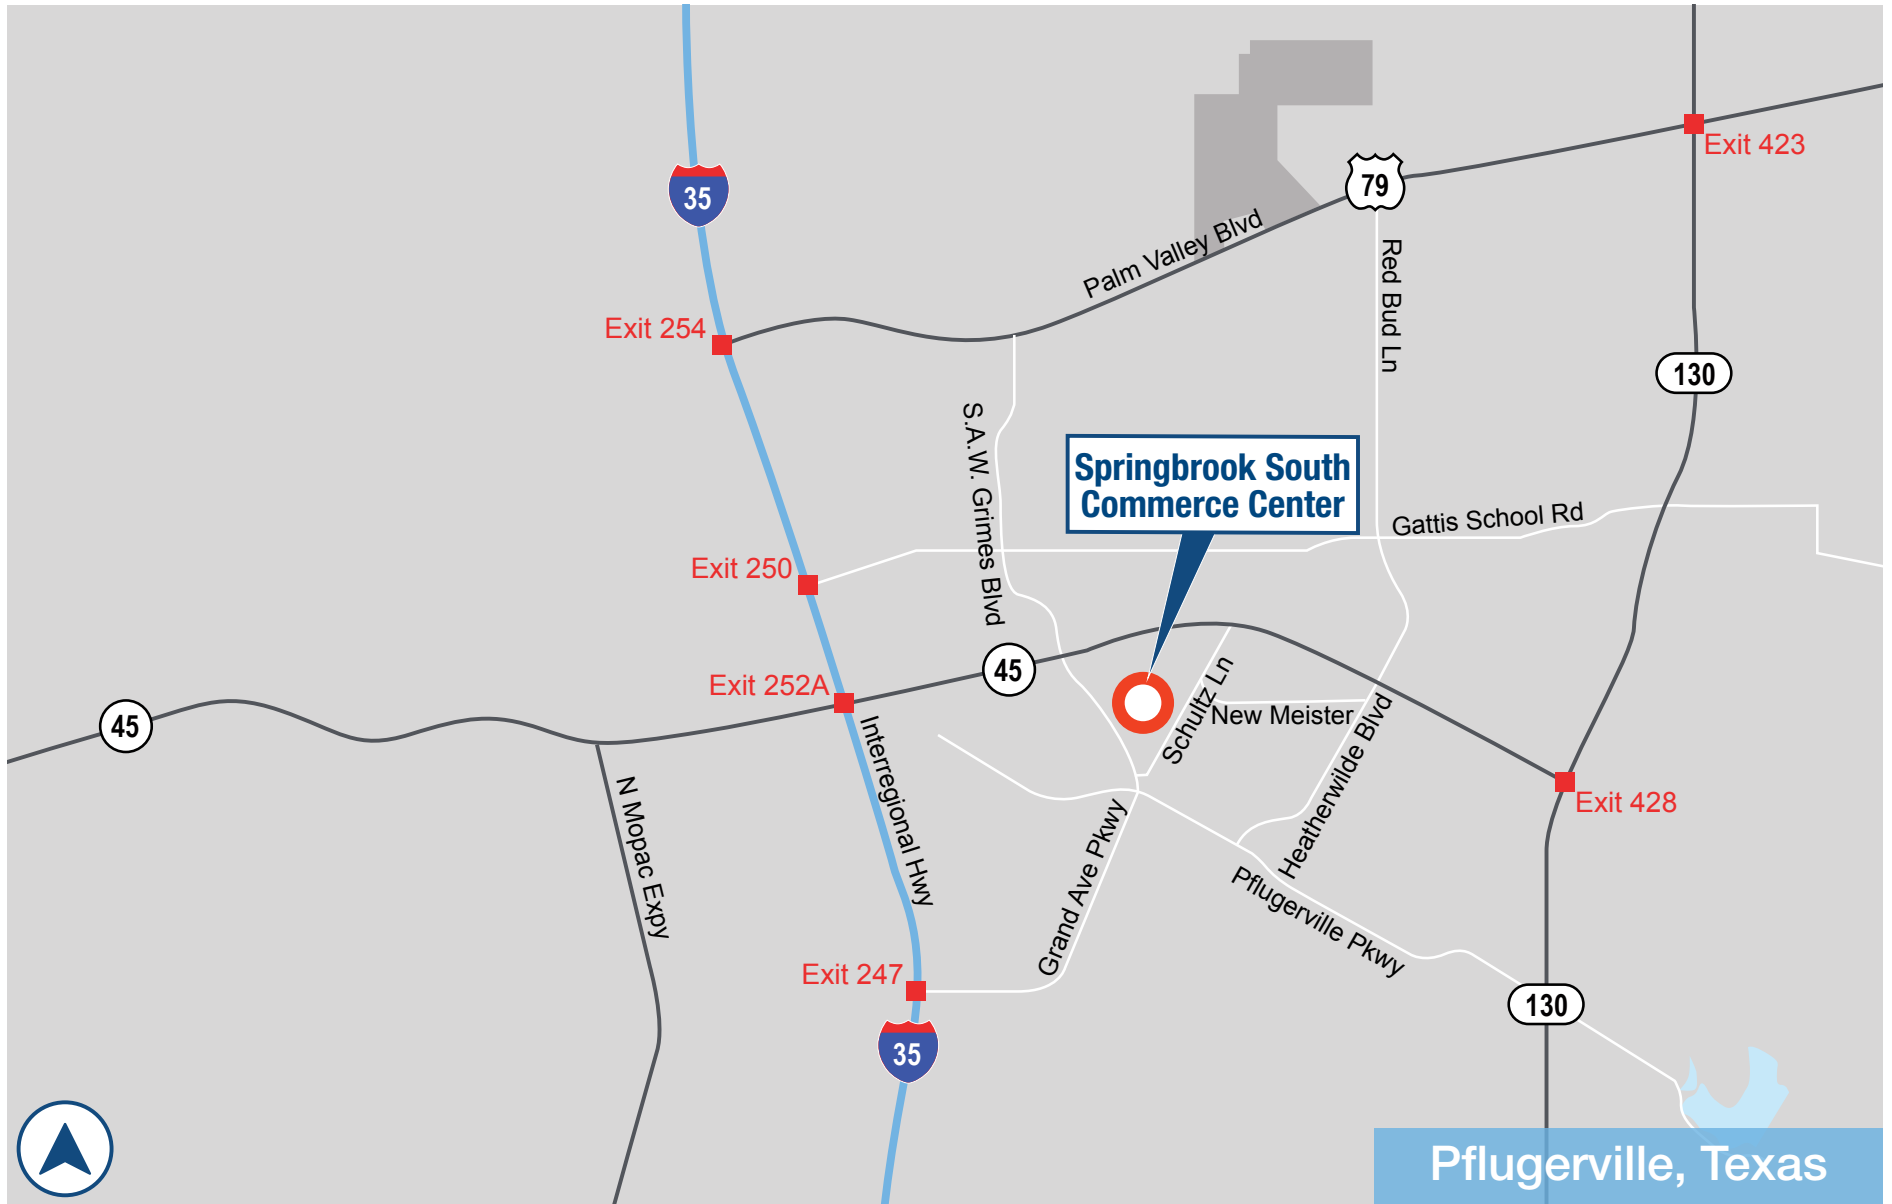 Exit 423
35
79
Palm Valley Blvd
Red Bud Ln
Exit 254
130
S.A.W. Grimes Blvd
Springbrook South
Commerce Center
Gattis School Rd
Exit 250
45
Exit 252A
45
Schultz Ln
New Meister
Heatherwilde Blvd
Interregional Hwy
N Mopac Expy
Exit 428
Grand Ave Pkwy
Pflugerville Pkwy
Exit 247
130
35
Pflugerville, Texas